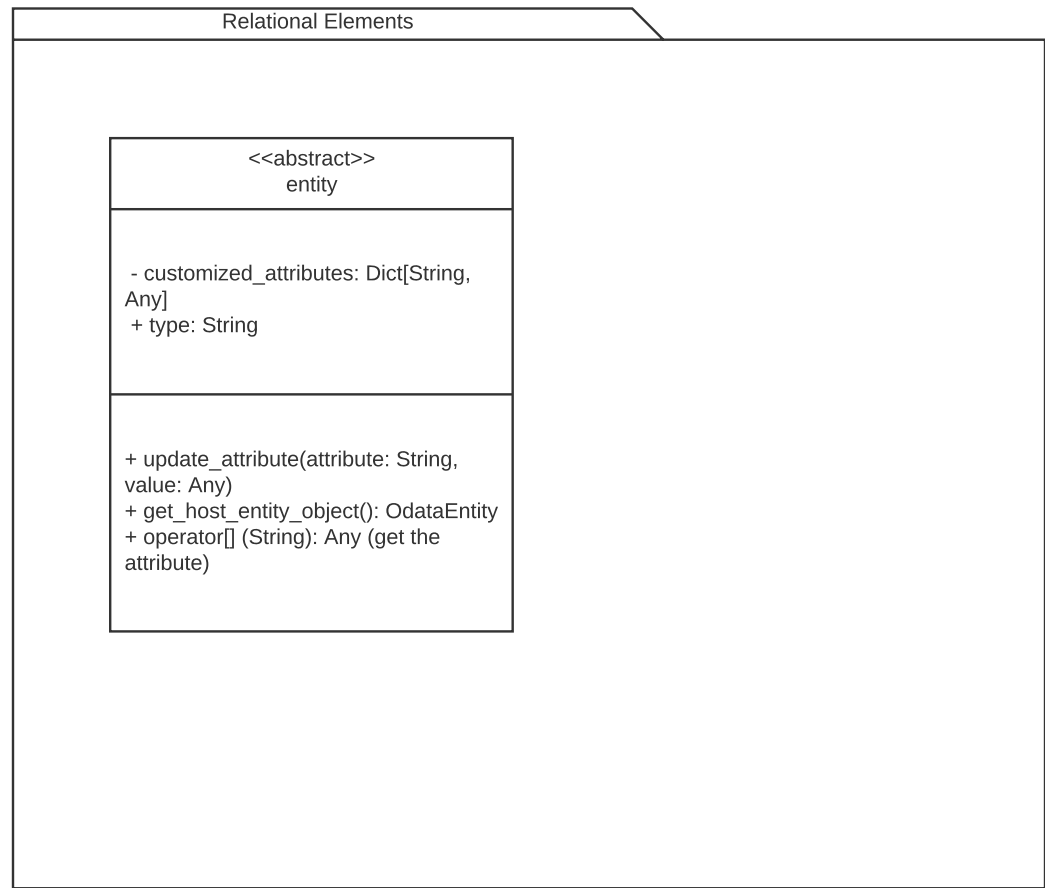 Relational Elements
<<abstract>>
entity
- customized_attributes: Dict[String,
Any]
+ type: String
+ update_attribute(attribute: String,
value: Any)
+ get_host_entity_object(): OdataEntity
+ operator[] (String): Any (get the
attribute)